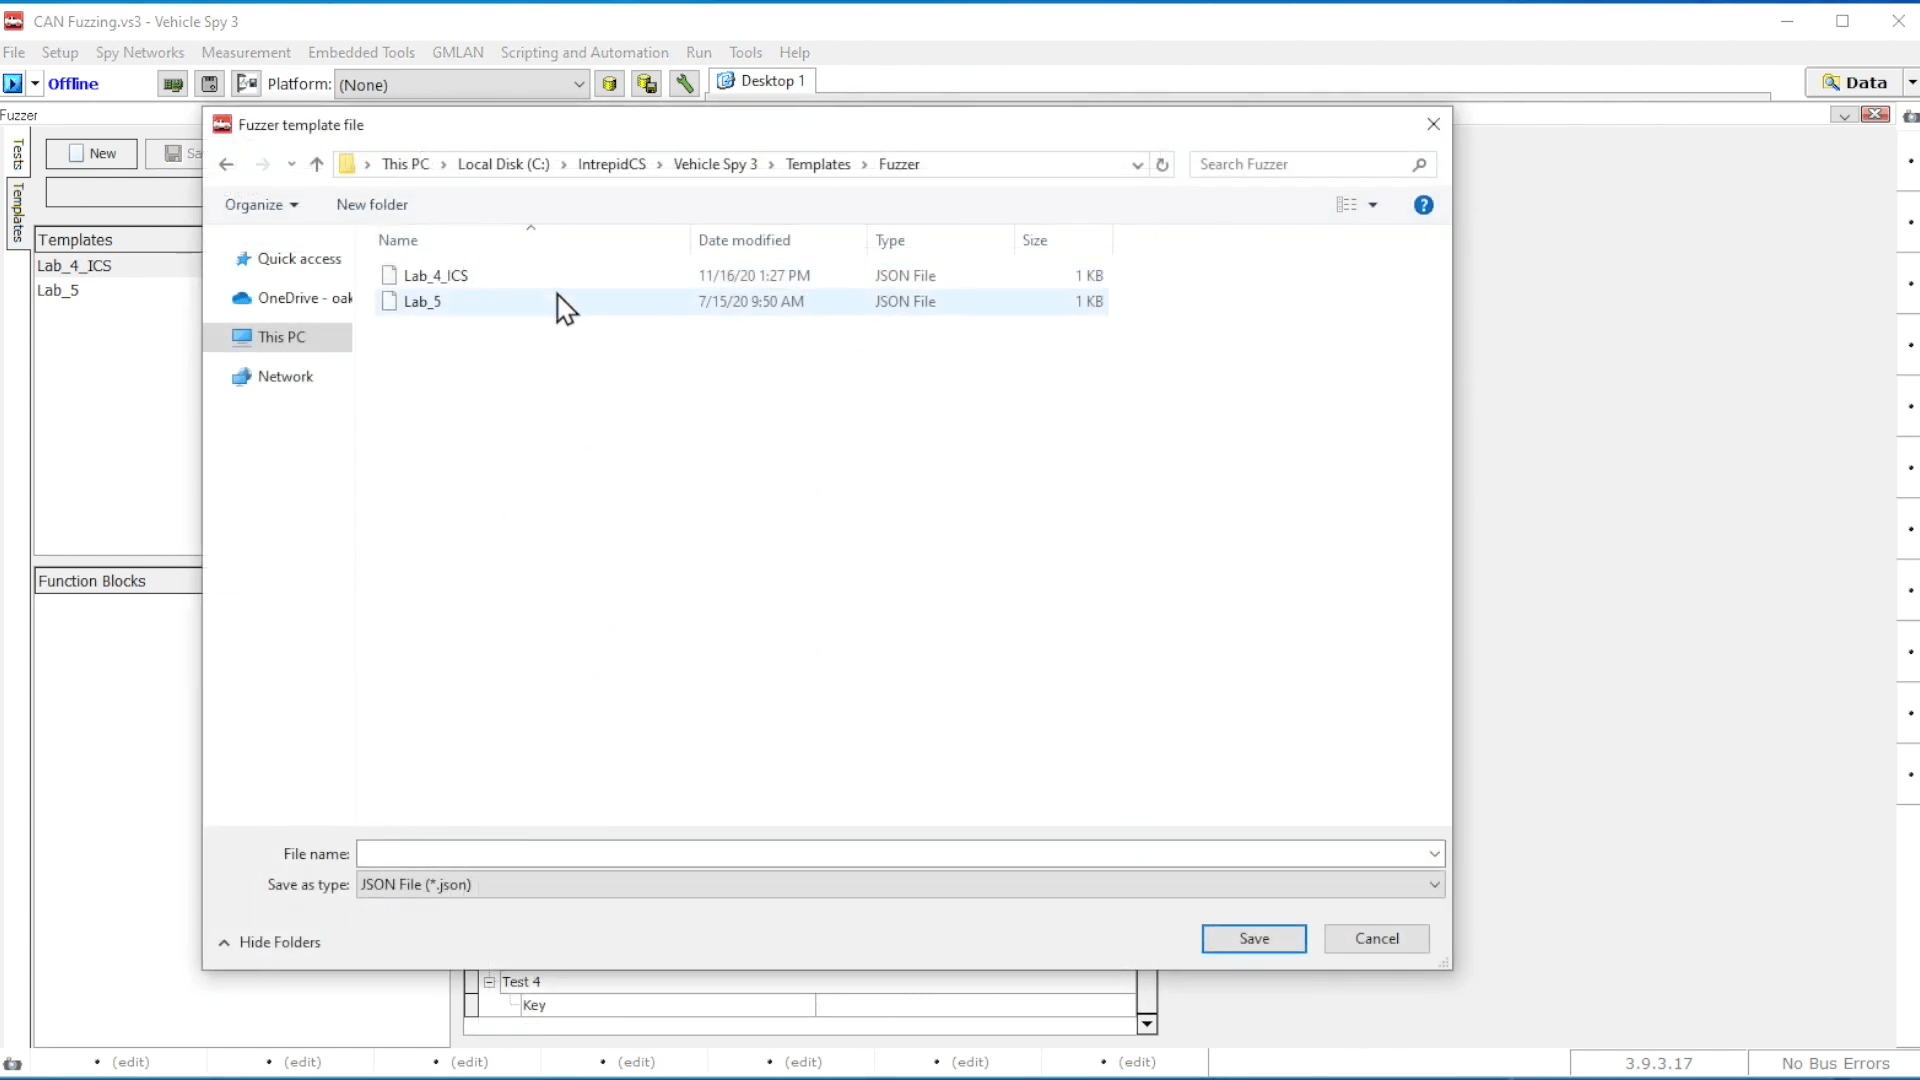 CAN Fuzzing.vs3 - Vehicle Spy 3
File Setup Spy Networks Measurement Embedded Tools GMLAN Scripting and Automation Run Tools Help
Offline Platform: (None) Desktop 1 Data
Fuzzer
Fuzzer template file
Tests
New Sa
This PC Local Disk (C:) IntrepidCS Vehicle Spy 3 Templates Fuzzer Search Fuzzer
Templates
Organize New folder ?
Templates
Name Date modified Type Size
Lab_4_ICS
Lab_5
Quick access
OneDrive - oak
This PC
Network
Lab_4_ICS 11/16/20 1:27 PM JSON File 1 KB
Lab_5 7/15/20 9:50 AM JSON File 1 KB
Function Blocks
File name:
Save as type: JSON File (*.json)
Hide Folders Save Cancel
Test 4
Key
(edit) (edit) (edit) (edit) (edit) (edit) (edit) 3.9.3.17 No Bus Errors